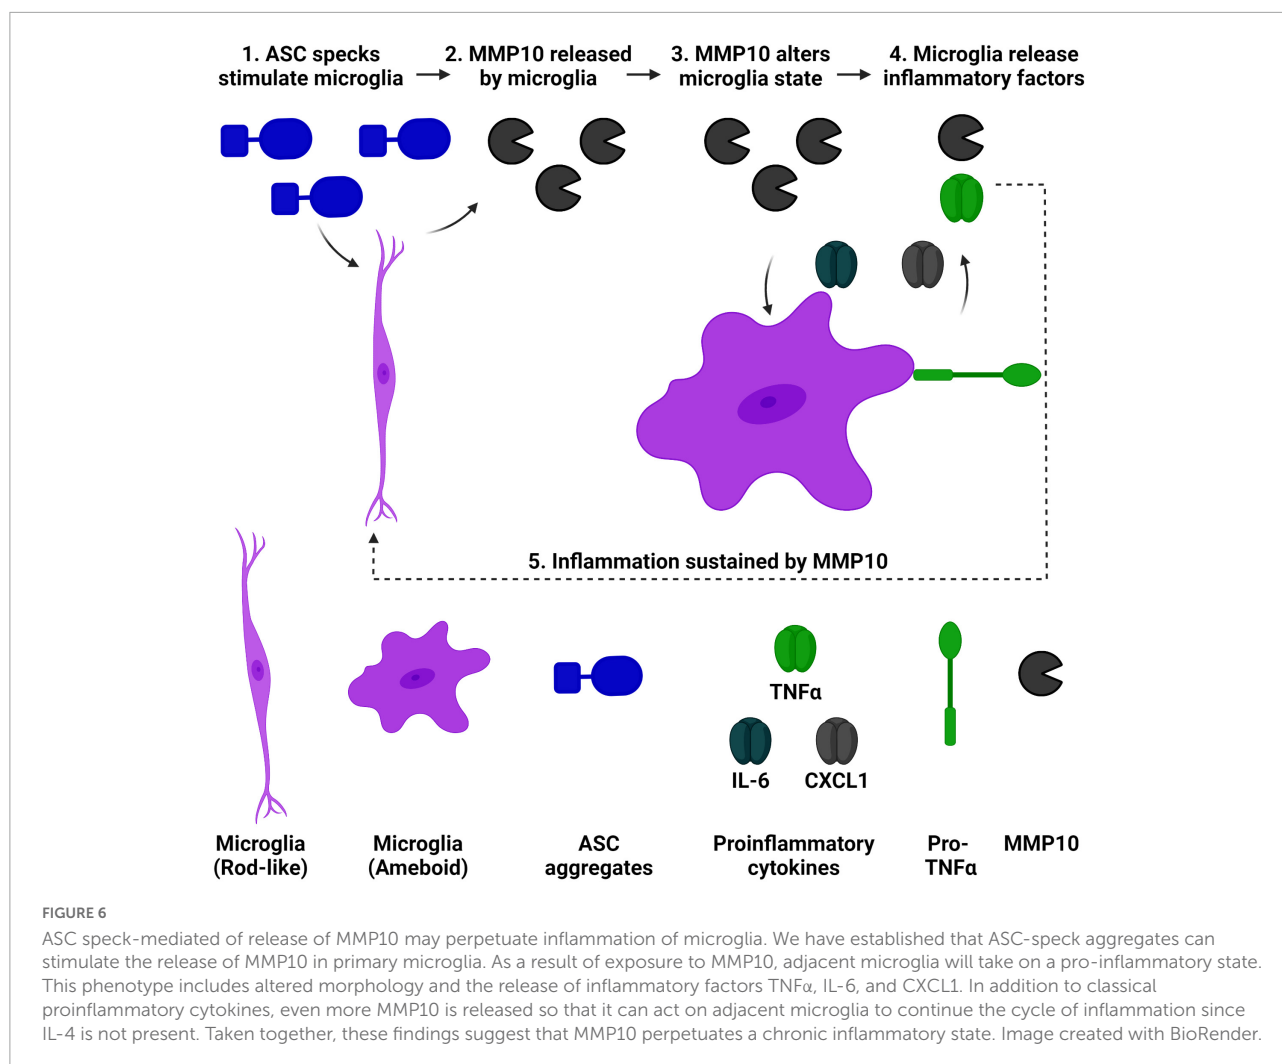 1. ASC specks
stimulate microglia
2. MMP10 released
by microglia
3. MMP10 alters
microglia state
4. Microglia release
inflammatory factors
5. Inflammation sustained by MMP10
TNFα
IL-6
CXCL1
Microglia
(Rod-like)
Microglia
(Ameboid)
ASC
aggregates
Proinflammatory
cytokines
Pro-
TNFα
MMP10
FIGURE 6
ASC speck-mediated of release of MMP10 may perpetuate inflammation of microglia. We have established that ASC-speck aggregates can
stimulate the release of MMP10 in primary microglia. As a result of exposure to MMP10, adjacent microglia will take on a pro-inflammatory state.
This phenotype includes altered morphology and the release of inflammatory factors TNFα, IL-6, and CXCL1. In addition to classical
proinflammatory cytokines, even more MMP10 is released so that it can act on adjacent microglia to continue the cycle of inflammation since
IL-4 is not present. Taken together, these findings suggest that MMP10 perpetuates a chronic inflammatory state. Image created with BioRender.